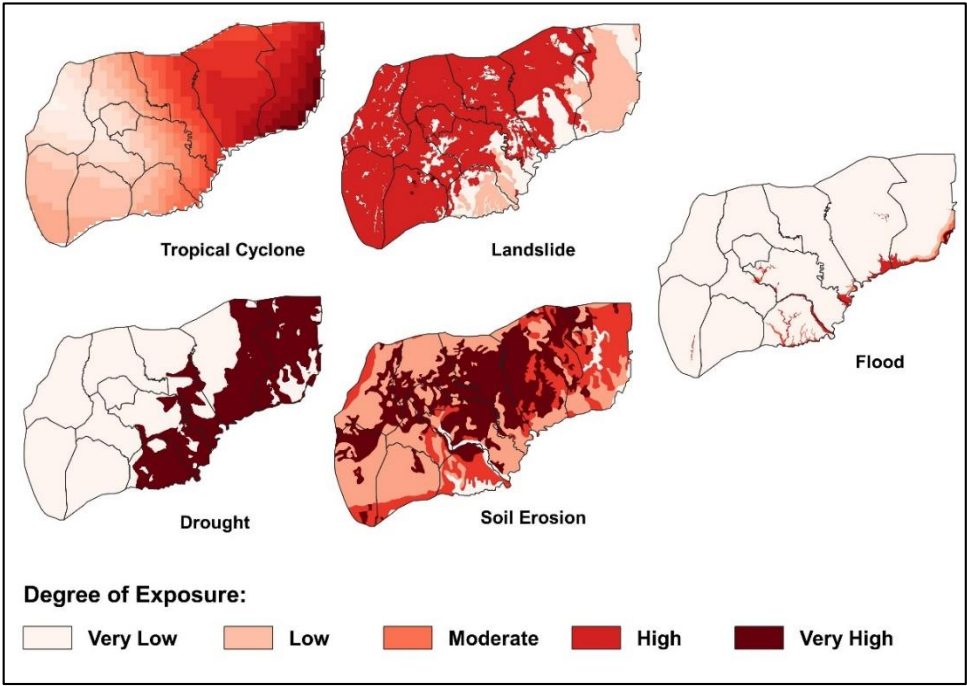 Tropical Cyclone
Landslide
Flood
Drought
Soil Erosion
Degree of Exposure:
Very Low
Low
Moderate
High
Very High